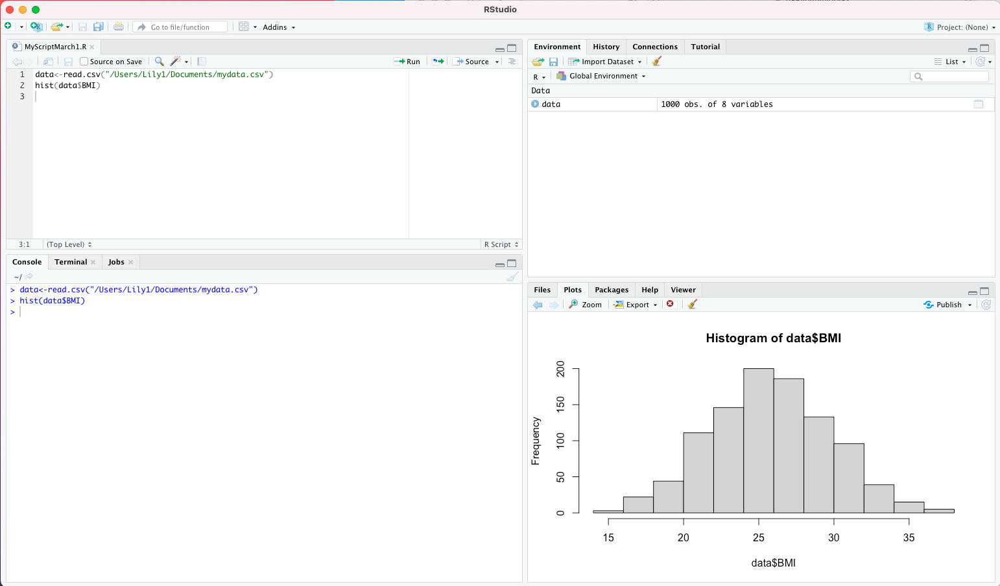 RStudio
Go to file/function
Addins
Project: (None)
MyScriptMarch1.R
Source on Save
Run
Source
1 data<-read.csv("/Users/Lily1/Documents/mydata.csv")
2 hist(data$BMI)
3
3:1 (Top Level) R Script
Console Terminal Jobs
~/
> data<-read.csv("/Users/Lily1/Documents/mydata.csv")
> hist(data$BMI)
>
Environment History Connections Tutorial
Import Dataset List
R Global Environment
Data
data 1000 obs. of 8 variables
Files Plots Packages Help Viewer
Zoom Export Publish
Histogram of data$BMI
Frequency
200
150
100
50
0
15 20 25 30 35
data$BMI